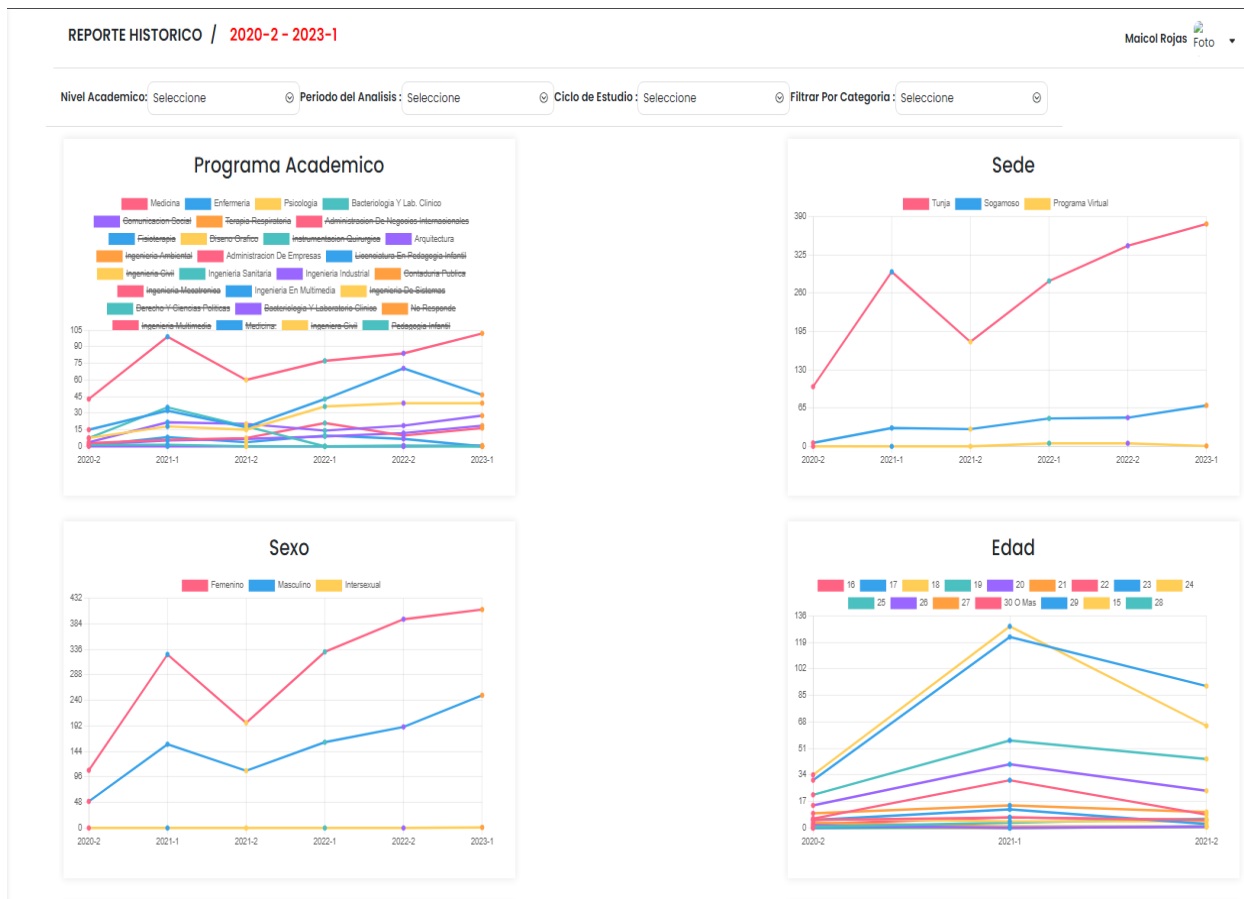 REPORTE HISTORICO / 2020-2 - 2023-1
Maicol Rojas Foto
Nivel Academico: Seleccione Periodo del Analisis : Seleccione Ciclo de Estudio : Seleccione Filtrar Por Categoria : Seleccione
Programa Academico
Medicina Enfermeria Psicologia Bacteriologia Y Lab. Clinico
Comunicacion Social Terapia Respiratoria Administracion De Negocios Internacionales
Fisioterapia Diseno Grafico Instrumentacion Quirurgica Arquitectura
Ingenieria Ambiental Administracion De Empresas Licenciatura En Pedagogia Infantil
Ingenieria Civil Ingenieria Sanitaria Ingenieria Industrial Contaduria Publica
Ingenieria Mecatronica Ingenieria En Multimedia Ingenieria De Sistemas
Derecho Y Ciencias Politicas Bacteriologia Y Laboratorio Clinico No Responde
Ingenieria Multimedia Medicina: Ingeniera Civil Pedagogia Infantil
105
90
75
60
45
30
15
0
2020-2 2021-1 2021-2 2022-1 2022-2 2023-1
Sede
Tunja Sogamoso Programa Virtual
390
325
260
195
130
65
0
2020-2 2021-1 2021-2 2022-1 2022-2 2023-1
Sexo
Femenino Masculino Intersexual
432
384
336
288
240
192
144
96
48
0
2020-2 2021-1 2021-2 2022-1 2022-2 2023-1
Edad
16 17 18 19 20 21 22 23 24
25 26 27 30 O Mas 29 15 28
136
119
102
85
68
51
34
17
0
2020-2 2021-1 2021-2